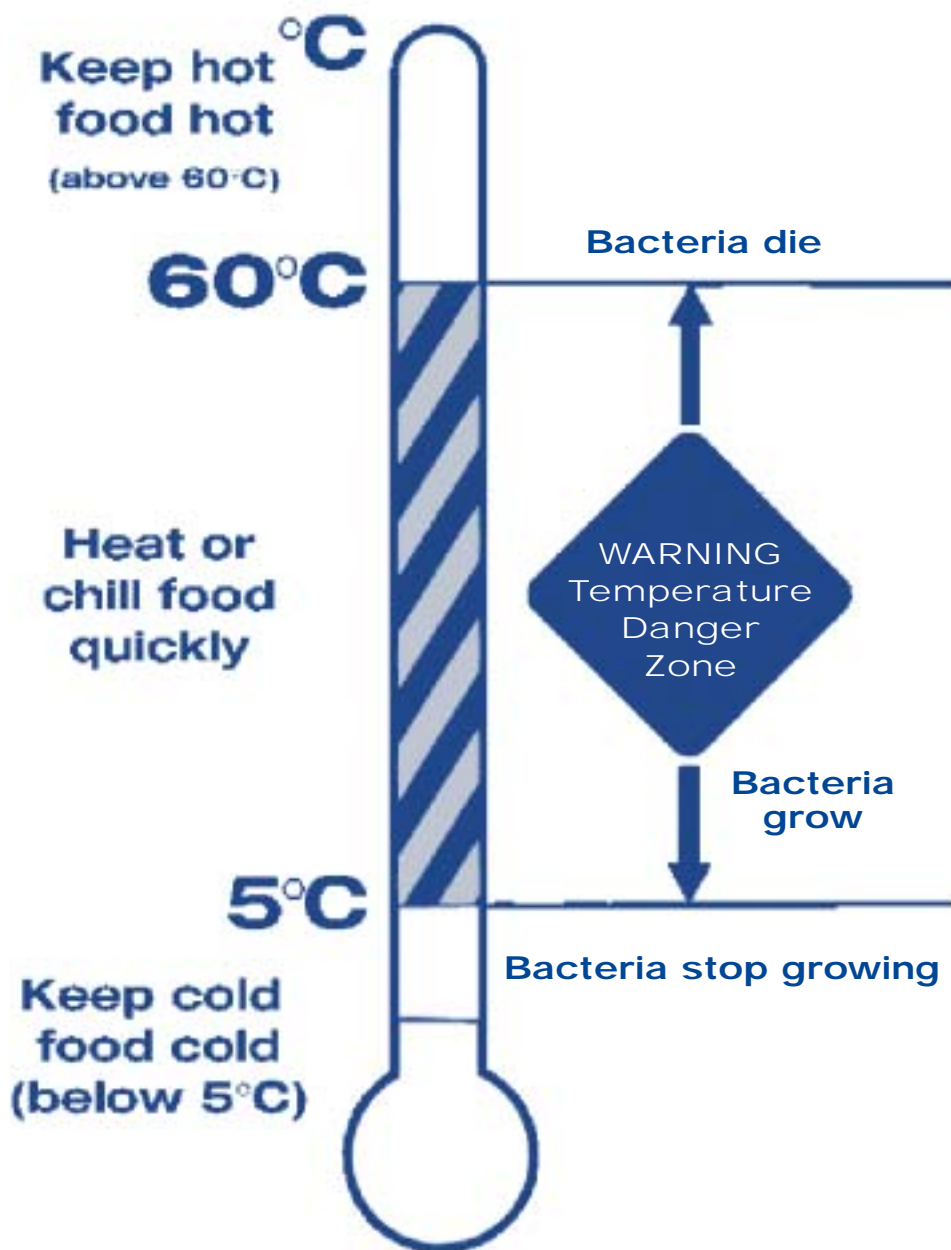 °C
Keep hot
food hot
(above 60°C)
Bacteria die
60°C
WARNING
Temperature
Danger
Zone
Heat or
chill food
quickly
Bacteria
grow
5°C
Bacteria stop growing
Keep cold
food cold
(below 5°C)